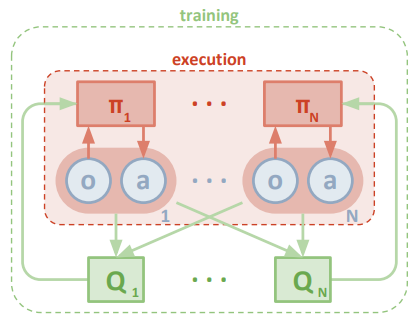 training
execution
π1 . . . πN
o a . . . o a
1 N
Q1 . . . QN